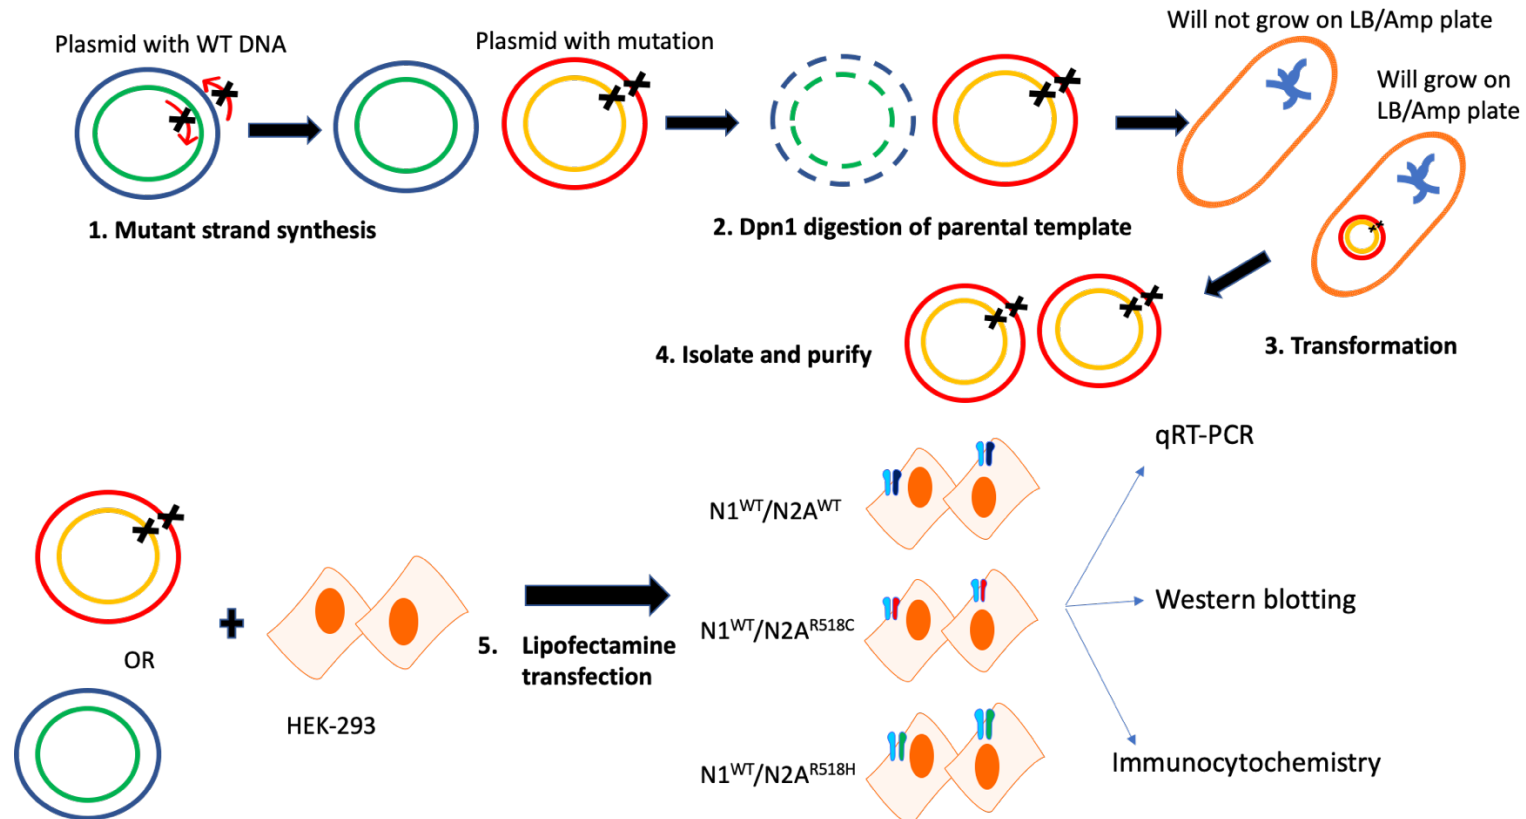 Plasmid with WT DNA
Plasmid with mutation
Will not grow on LB/Amp plate
Will grow on
LB/Amp plate
1. Mutant strand synthesis
2. Dpn1 digestion of parental template
3. Transformation
4. Isolate and purify
OR
HEK-293
5. Lipofectamine
transfection
N1WT/N2AWT
N1WT/N2AR518C
N1WT/N2AR518H
qRT-PCR
Western blotting
Immunocytochemistry